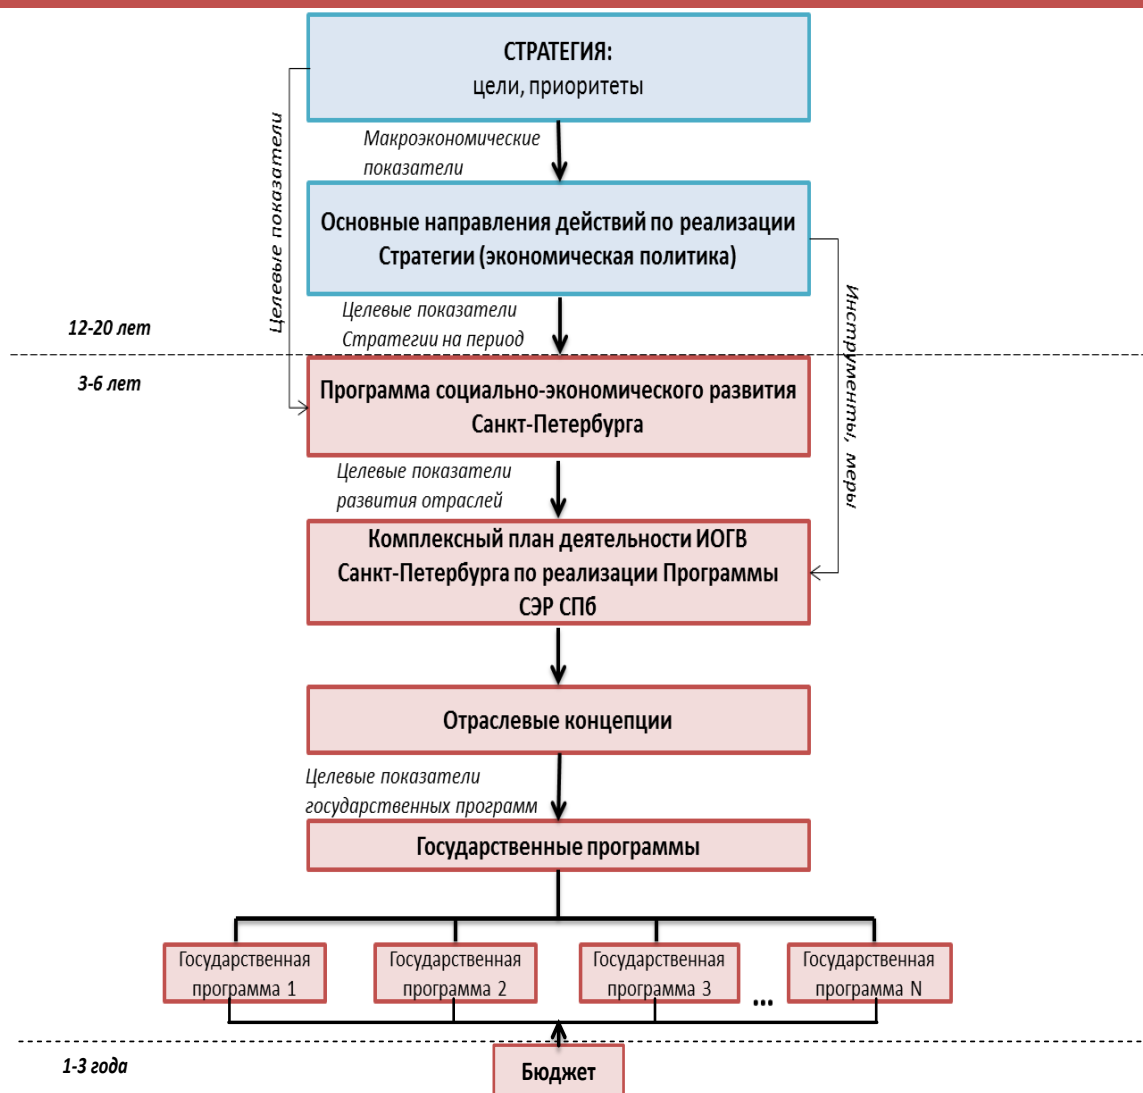 СТРАТЕГИЯ:
цели, приоритеты
Целевые показатели
Макроэкономические
показатели
Основные направления действий по реализации
Стратегии (экономическая политика)
Инструменты, меры
Целевые показатели
Стратегии на период
12-20 лет
3-6 лет
Программа социально-экономического развития
Санкт-Петербурга
Целевые показатели
развития отраслей
Комплексный план деятельности ИОГВ
Санкт-Петербурга по реализации Программы
СЭР СПб
Отраслевые концепции
Целевые показатели
государственных программ
Государственные программы
Государственная
программа 1
Государственная
программа 2
Государственная
программа 3
...
Государственная
программа N
1-3 года
Бюджет